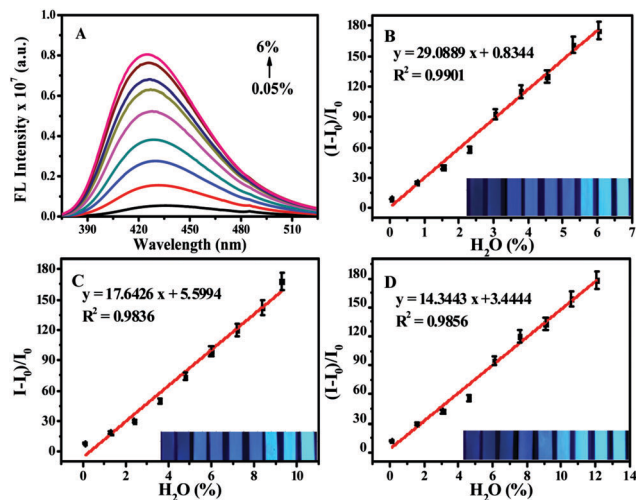 A
6%
0.05%
FL Intensity x 10⁷ (a.u.)
1.0
0.8
0.6
0.4
0.2
0.0
390 420 450 480 510
Wavelength (nm)
B
y = 29.0889 x + 0.8344
R² = 0.9901
(I-I₀)/I₀
180
150
120
90
60
30
0
0 1 2 3 4 5 6 7
H₂O (%)
C
y = 17.6426 x + 5.5994
R² = 0.9836
I-I₀)/I₀
180
150
120
90
60
30
0
0 2 4 6 8 10
H₂O (%)
D
y = 14.3443 x + 3.4444
R² = 0.9856
(I-I₀)/I₀
180
150
120
90
60
30
0
0 2 4 6 8 10 12 14
H₂O (%)